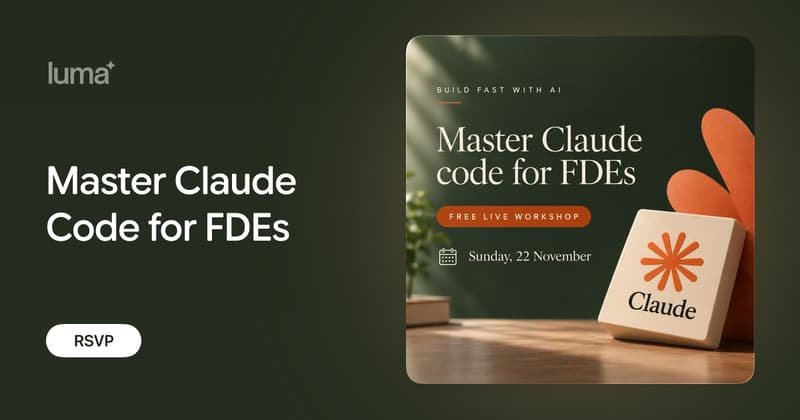 luma
Master Claude
Code for FDEs
RSVP
BUILD FAST WITH AI
Master Claude
code for FDEs
FREE LIVE WORKSHOP
Sunday, 22 November
Claude